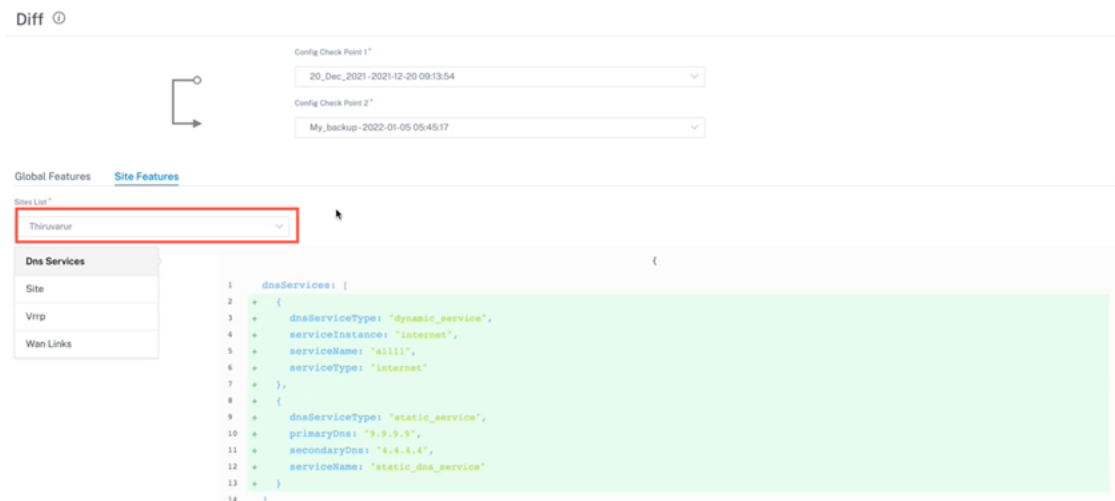 Diff
Config Check Point 1*
20_Dec_2021-2021-12-20 09:13:54
Config Check Point 2*
My_backup-2022-01-05 05:45:17
Global Features Site Features
Sites List*
Thiruvarur
Dns Services
Site
Vrrp
Wan Links
{
1 dnsServices: [
2 + {
3 + dnsServiceType: "dynamic_service",
4 + serviceInstance: "internet",
5 + serviceName: "al111",
6 + serviceType: "internet"
7 + },
8 + {
9 + dnsServiceType: "static_service",
10 + primaryDns: "9.9.9.9",
11 + secondaryDns: "4.4.4.4",
12 + serviceName: "static_dns_service"
13 + }
14 ]